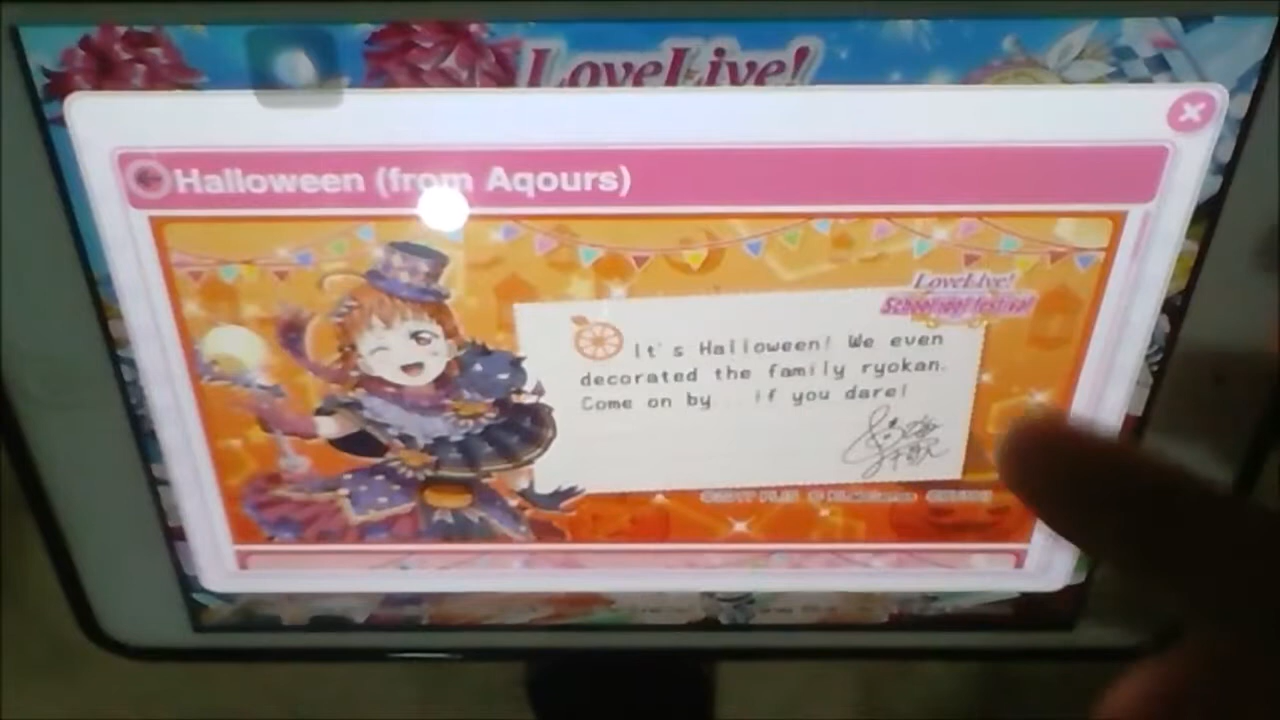 LoveLive!
Halloween (from Aqours)
LoveLive!
School idol festival
It's Halloween! We even
decorated the family ryokan.
Come on by... if you dare!